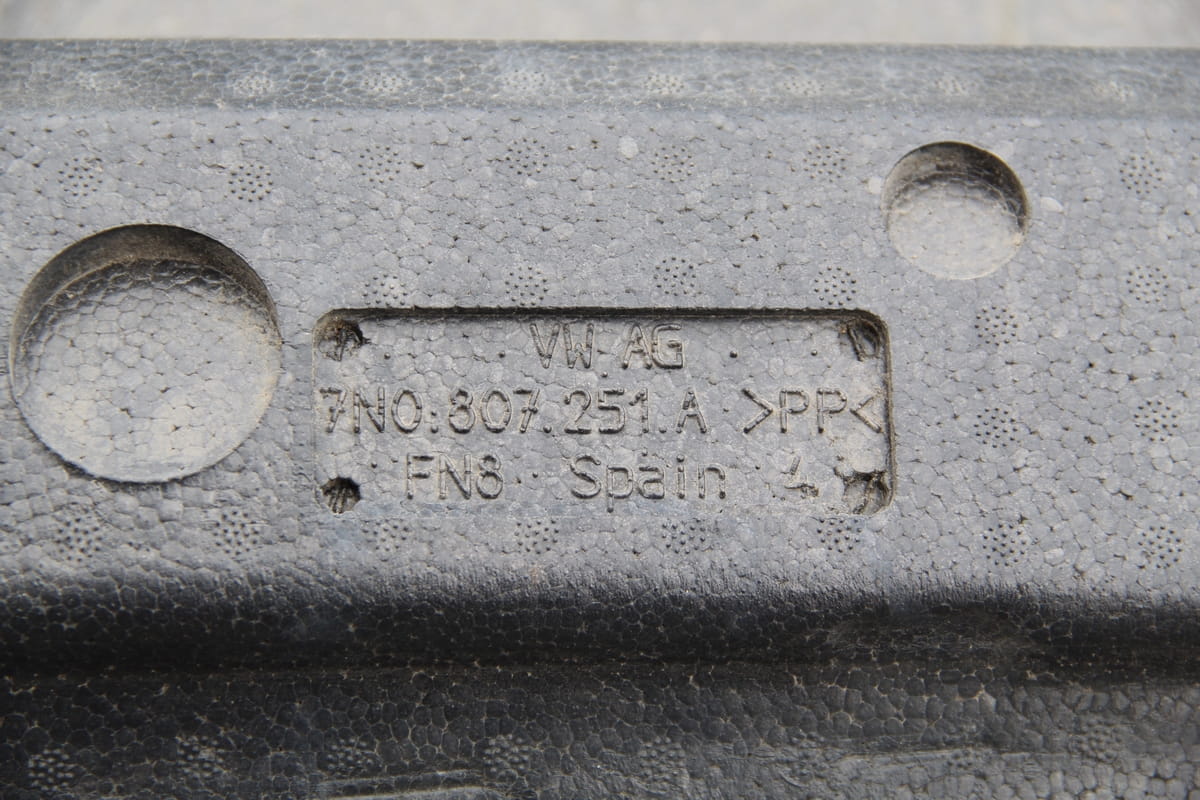 VW AG
7N0.807.251.A >PP<
FN8 Spain 4